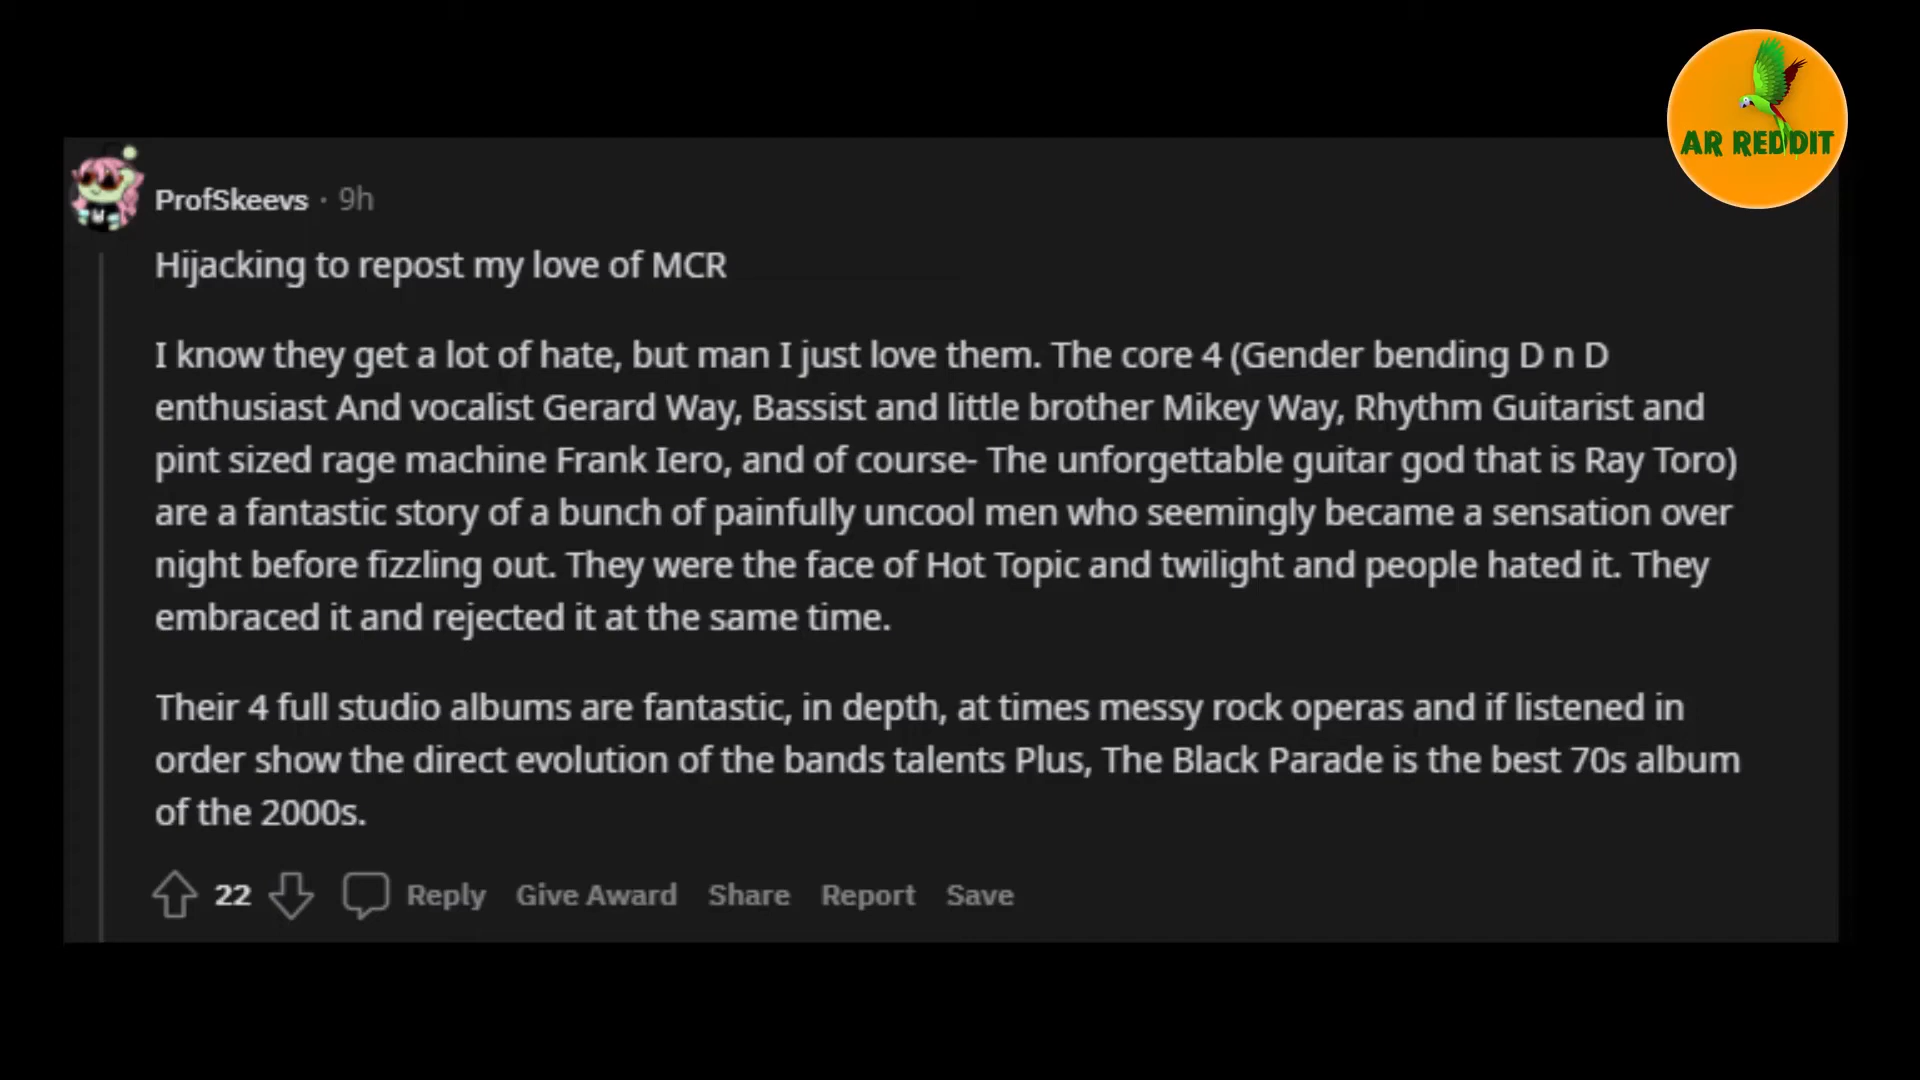 AR REDDIT
ProfSkeevs · 9h
Hijacking to repost my love of MCR
I know they get a lot of hate, but man I just love them. The core 4 (Gender bending D n D
enthusiast And vocalist Gerard Way, Bassist and little brother Mikey Way, Rhythm Guitarist and
pint sized rage machine Frank Iero, and of course- The unforgettable guitar god that is Ray Toro)
are a fantastic story of a bunch of painfully uncool men who seemingly became a sensation over
night before fizzling out. They were the face of Hot Topic and twilight and people hated it. They
embraced it and rejected it at the same time.
Their 4 full studio albums are fantastic, in depth, at times messy rock operas and if listened in
order show the direct evolution of the bands talents Plus, The Black Parade is the best 70s album
of the 2000s.
22 Reply Give Award Share Report Save